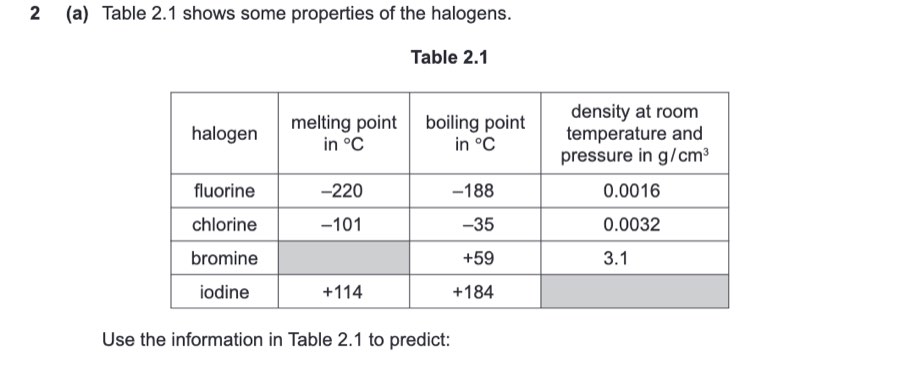 2 (a) Table 2.1 shows some properties of the halogens.
Table 2.1
halogen melting point in °C boiling point in °C density at room temperature and pressure in g/cm³
fluorine –220 –188 0.0016
chlorine –101 –35 0.0032
bromine +59 3.1
iodine +114 +184
Use the information in Table 2.1 to predict: